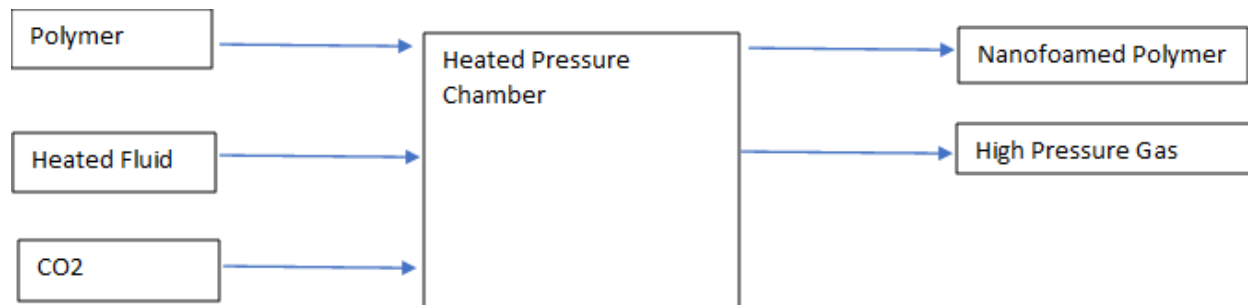 Polymer
Heated Fluid
CO2
Heated Pressure
Chamber
Nanofoamed Polymer
High Pressure Gas